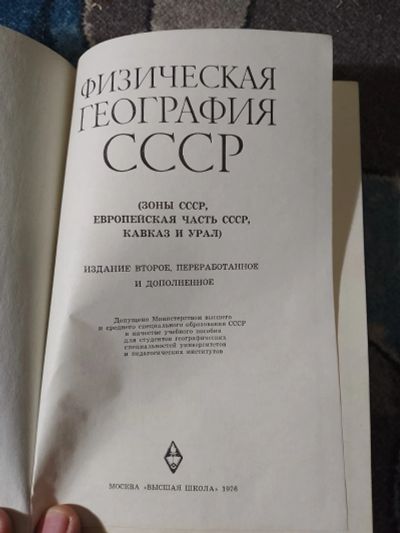 ФИЗИЧЕСКАЯ
ГЕОГРАФИЯ
СССР
(ЗОНЫ СССР,
ЕВРОПЕЙСКАЯ ЧАСТЬ СССР,
КАВКАЗ И УРАЛ)
ИЗДАНИЕ ВТОРОЕ, ПЕРЕРАБОТАННОЕ
И ДОПОЛНЕННОЕ
Допущено Министерством высшего
и среднего специального образования СССР
в качестве учебного пособия
для студентов географических
специальностей университетов
и педагогических институтов
МОСКВА «ВЫСШАЯ ШКОЛА» 1976